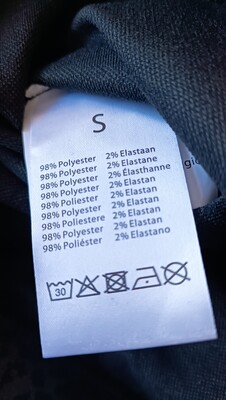 S
98% Polyester 2% Elastaan
98% Polyester 2% Elastane
98% Polyester 2% Élasthanne
98% Polyester 2% Elastan
98% Poliester 2% Elastan
98% Poliestere 2% Elastan
98% Polyester 2% Elastan
98% Poliéster 2% Elastano
30